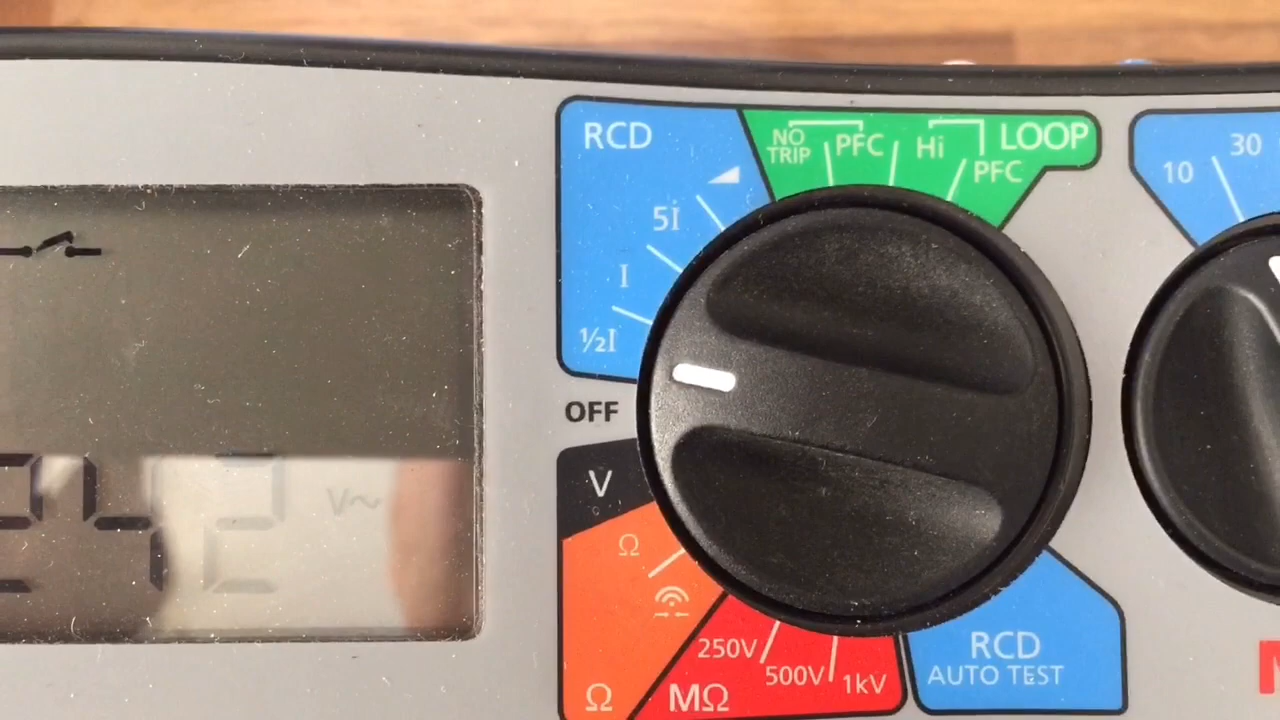 RCD
NO TRIP
PFC
Hi
LOOP
PFC
10
30
5I
I
½I
OFF
V
Ω
250V
500V
1kV
Ω
MΩ
RCD
AUTO TEST
242
V~